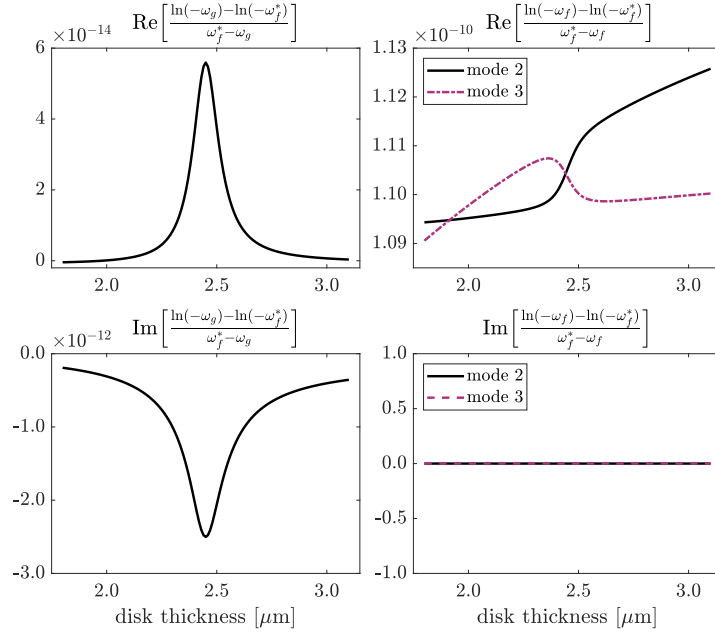 Re[ln(−ω_g)−ln(−ω_f^*) / ω_f^*−ω_g]
×10^−14
6
4
2
0
2.0 2.5 3.0
Re[ln(−ω_f)−ln(−ω_f^*) / ω_f^*−ω_f]
×10^−10
1.13
1.12
1.11
1.10
1.09
mode 2
mode 3
2.0 2.5 3.0
Im[ln(−ω_g)−ln(−ω_f^*) / ω_f^*−ω_g]
×10^−12
0.0
-1.0
-2.0
-3.0
2.0 2.5 3.0
disk thickness [μm]
Im[ln(−ω_f)−ln(−ω_f^*) / ω_f^*−ω_f]
1.0
0.5
0.0
-0.5
-1.0
mode 2
mode 3
2.0 2.5 3.0
disk thickness [μm]